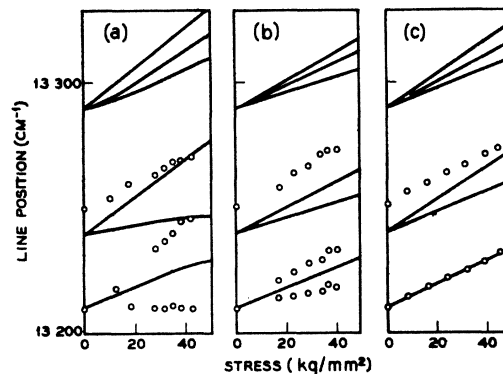 (a)
(b)
(c)
13 300
13 200
LINE POSITION (CM⁻¹)
0 20 40
0 20 40
0 20 40
STRESS (kq/mm²)